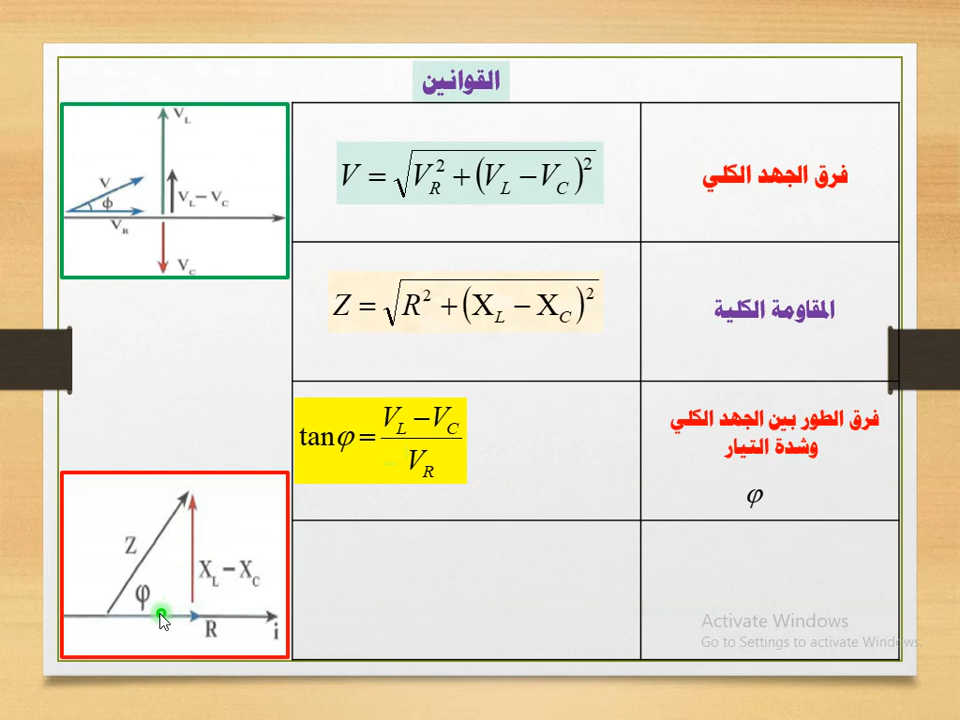 القوانين
فرق الجهد الكلي
V = √(V_R² + (V_L − V_C)²)
V_L
V
V_L − V_C
ϕ
V_R
V_C
المقاومة الكلية
Z = √(R² + (X_L − X_C)²)
فرق الطور بين الجهد الكلي
وشدة التيار
φ
tanφ = (V_L − V_C) / V_R
Z
X_L − X_C
φ
R
i
Activate Windows
Go to Settings to activate Windows.